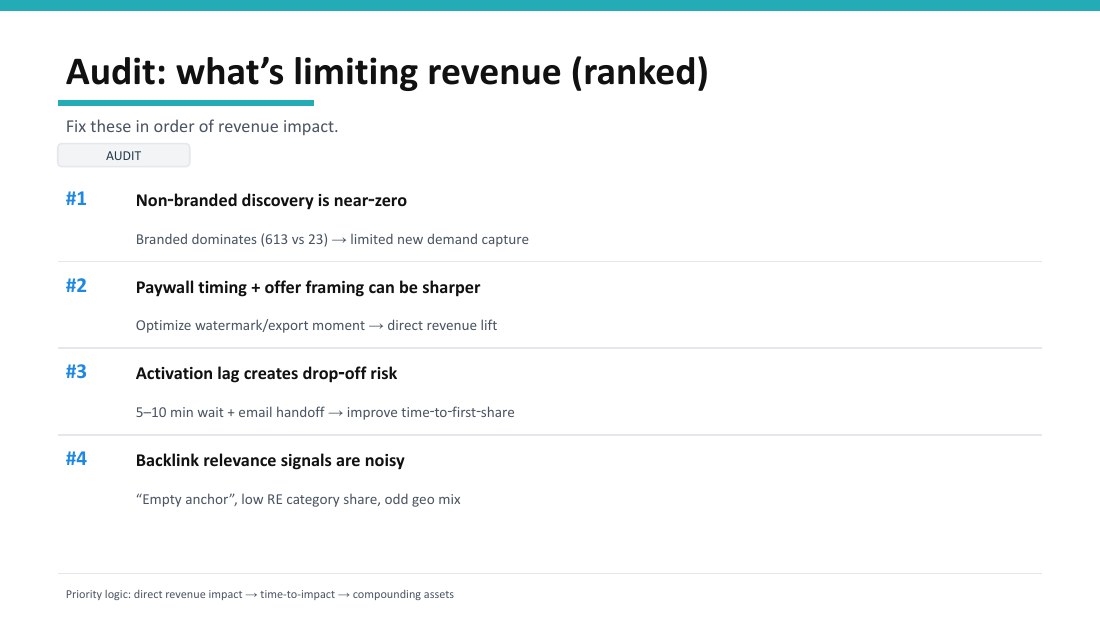 Audit: what’s limiting revenue (ranked)
Fix these in order of revenue impact.
AUDIT
#1
Non-branded discovery is near-zero
Branded dominates (613 vs 23) → limited new demand capture
#2
Paywall timing + offer framing can be sharper
Optimize watermark/export moment → direct revenue lift
#3
Activation lag creates drop-off risk
5–10 min wait + email handoff → improve time-to-first-share
#4
Backlink relevance signals are noisy
“Empty anchor”, low RE category share, odd geo mix
Priority logic: direct revenue impact → time-to-impact → compounding assets